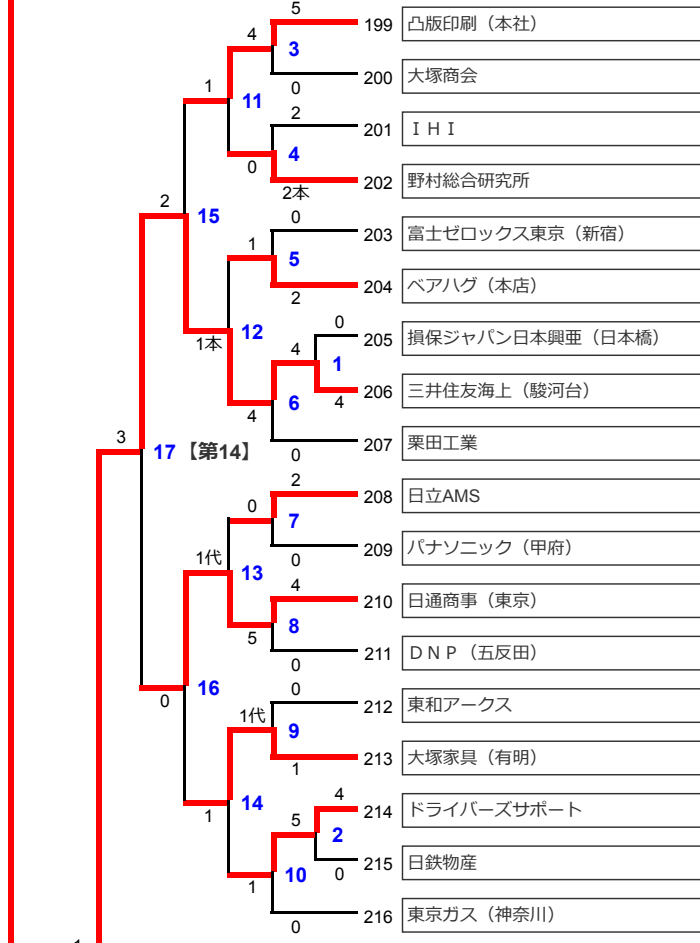 5
199 凸版印刷（本社）
4
3
200 大塚商会
0
1
11
2
201 ＩＨＩ
4
0
202 野村総合研究所
2本
2
15
0
203 富士ゼロックス東京（新宿）
1
5
204 ベアハグ（本店）
2
12
1本
0
205 損保ジャパン日本興亜（日本橋）
4
1
206 三井住友海上（駿河台）
4
6
4
207 栗田工業
0
3
17 【第14】
2
208 日立AMS
0
7
209 パナソニック（甲府）
0
1代
13
4
210 日通商事（東京）
8
5
211 ＤＮＰ（五反田）
0
16
0
0
212 東和アークス
1代
9
213 大塚家具（有明）
1
14
1
4
214 ドライバーズサポート
5
2
215 日鉄物産
0
10
1
216 東京ガス（神奈川）
0